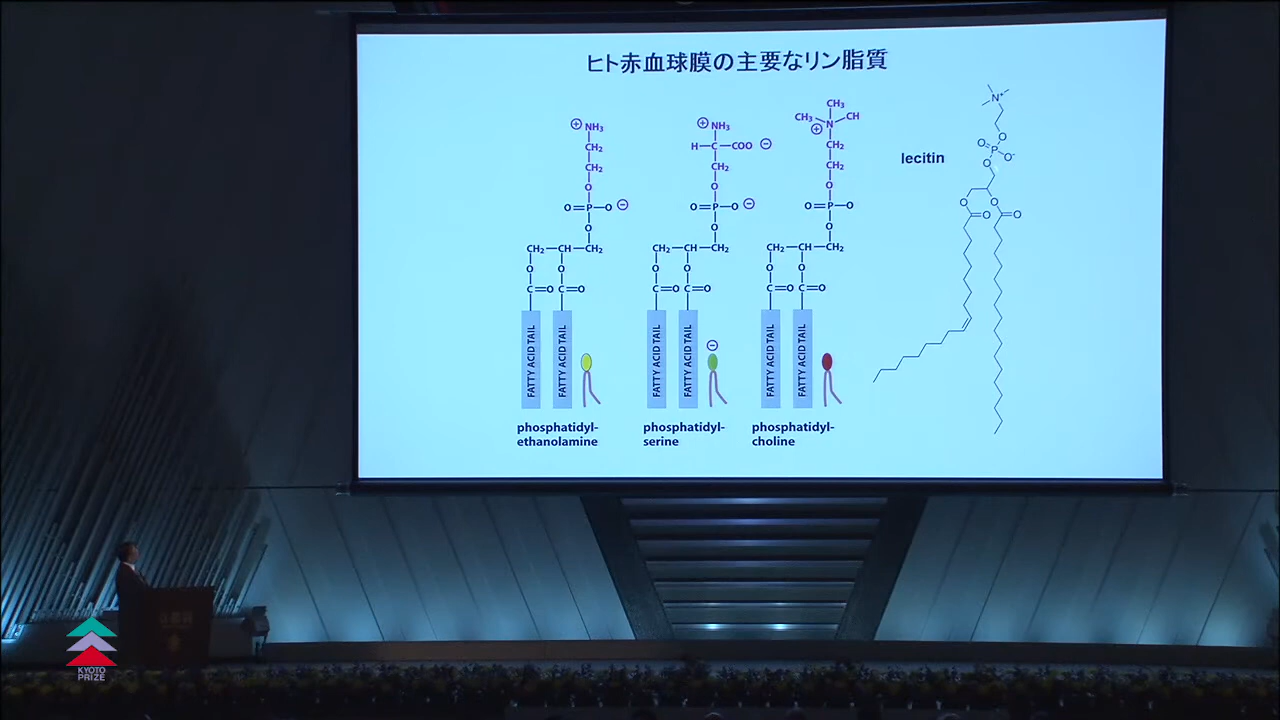 ヒト赤血球膜の主要なリン脂質
⊕ NH3
CH2
CH2
O
O=P—O ⊖
O
CH2—CH—CH2
O O
C=O C=O
FATTY ACID TAIL FATTY ACID TAIL
phosphatidyl-
ethanolamine
⊕ NH3
H—C—COO ⊖
CH2
O
O=P—O ⊖
O
CH2—CH—CH2
O O
C=O C=O
FATTY ACID TAIL FATTY ACID TAIL
⊖
phosphatidyl-
serine
CH3
CH3—N—CH
⊕
CH2
CH2
O
O=P—O
O
CH2—CH—CH2
O O
C=O C=O
FATTY ACID TAIL FATTY ACID TAIL
phosphatidyl-
choline
lecitin
N+
O
O=P—O-
O
O O
O O
KYOTO
PRIZE